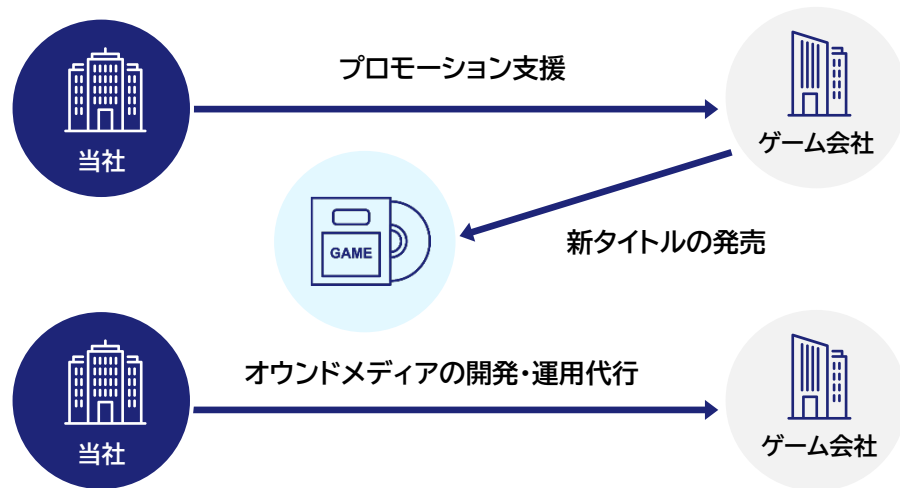 プロモーション支援
当社
ゲーム会社
GAME
新タイトルの発売
オウンドメディアの開発・運用代行
当社
ゲーム会社